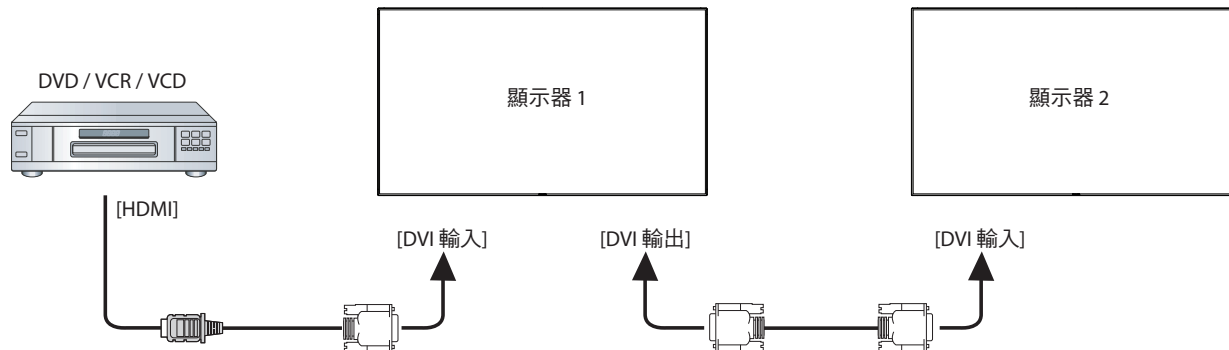 DVD / VCR / VCD
顯示器 1
顯示器 2
[HDMI]
[DVI 輸入]
[DVI 輸出]
[DVI 輸入]